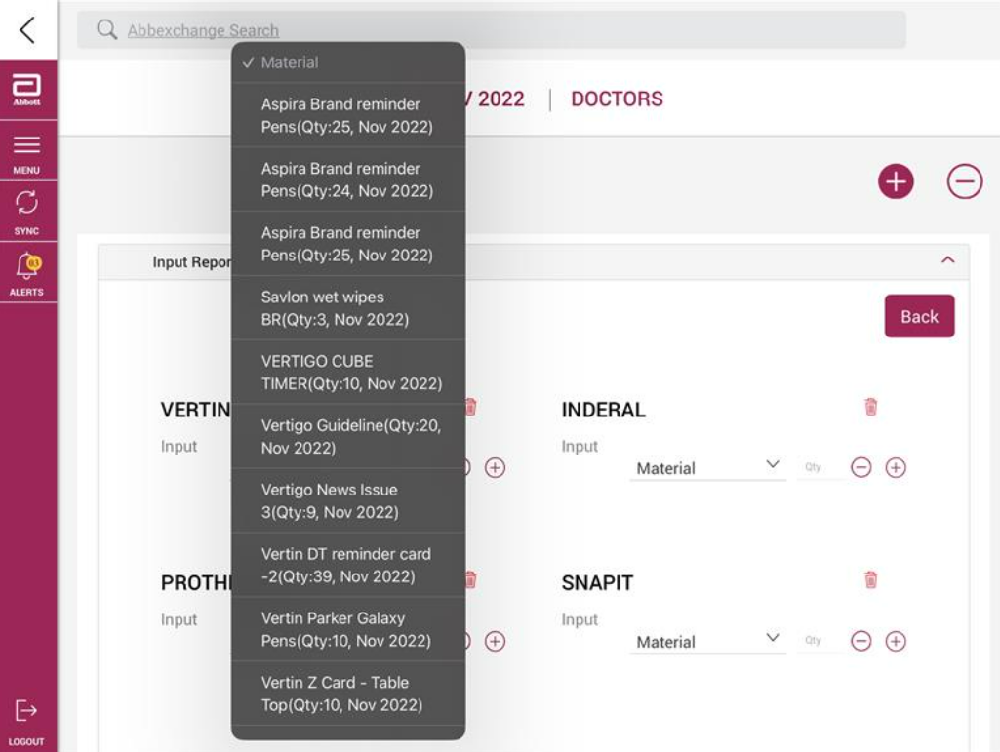 Abbexchange Search
Abbott
MENU
SYNC
03
ALERTS
LOGOUT
✓ Material
Aspira Brand reminder
Pens(Qty:25, Nov 2022)
Aspira Brand reminder
Pens(Qty:24, Nov 2022)
Aspira Brand reminder
Pens(Qty:25, Nov 2022)
Savlon wet wipes
BR(Qty:3, Nov 2022)
VERTIGO CUBE
TIMER(Qty:10, Nov 2022)
Vertigo Guideline(Qty:20,
Nov 2022)
Vertigo News Issue
3(Qty:9, Nov 2022)
Vertin DT reminder card
-2(Qty:39, Nov 2022)
Vertin Parker Galaxy
Pens(Qty:10, Nov 2022)
Vertin Z Card - Table
Top(Qty:10, Nov 2022)
2022 | DOCTORS
Input Repor
Back
VERTIN
Input
INDERAL
Input
Material
Qty
PROTHI
Input
SNAPIT
Input
Material
Qty